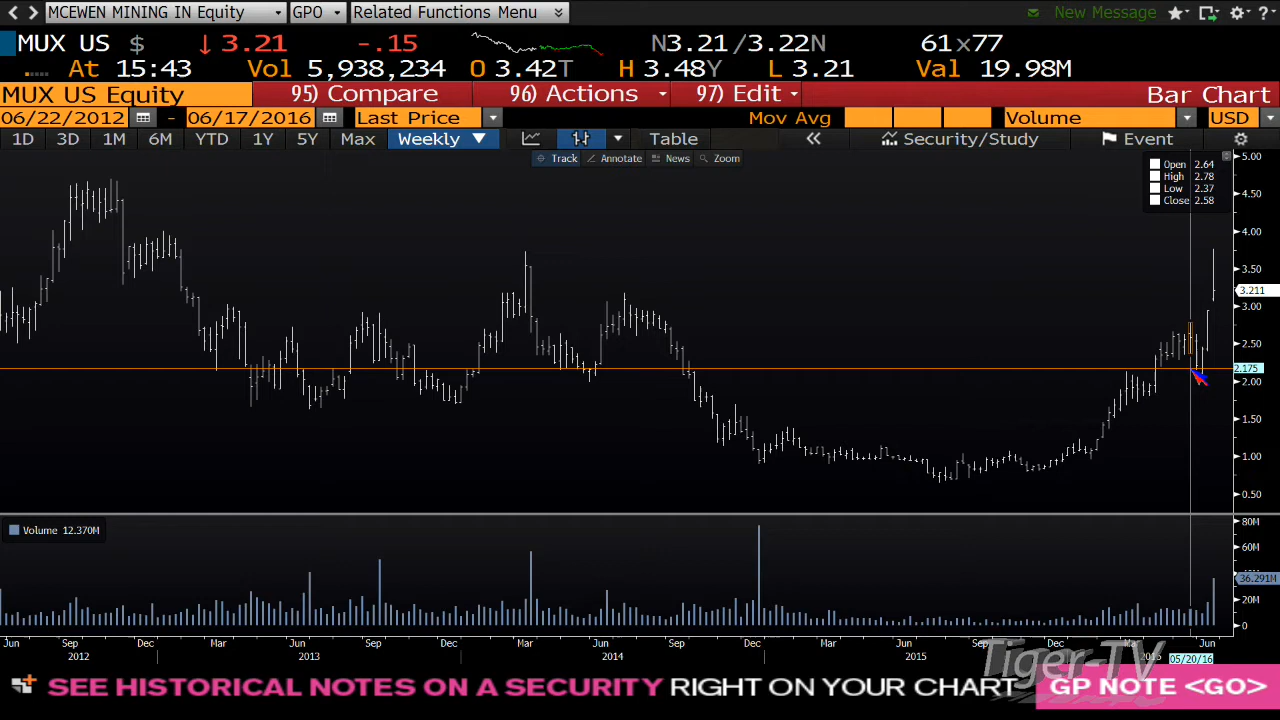 MCEWEN MINING IN Equity GPO Related Functions Menu New Message ?
MUX US $ ↓ 3.21 -.15 N3.21 /3.22N 61x77
At 15:43 Vol 5,938,234 O 3.42T H 3.48Y L 3.21 Val 19.98M
MUX US Equity 95) Compare 96) Actions 97) Edit Bar Chart
06/22/2012 - 06/17/2016 Last Price Mov Avg Volume USD
1D 3D 1M 6M YTD 1Y 5Y Max Weekly ▼ Table « Security/Study Event
Track Annotate News Zoom
Open 2.64
High 2.78
Low 2.37
Close 2.58
5.00
4.50
4.00
3.50
3.211
3.00
2.50
2.175
2.00
1.50
1.00
0.50
Volume 12.370M
80M
60M
36.291M
20M
0
Jun Sep Dec Mar Jun Sep Dec Mar Jun Sep Dec Mar Jun Sep Dec Mar Jun
2012 2013 2014 2015 2016 05/20/16
Tiger-TV
SEE HISTORICAL NOTES ON A SECURITY RIGHT ON YOUR CHART GP NOTE <GO>